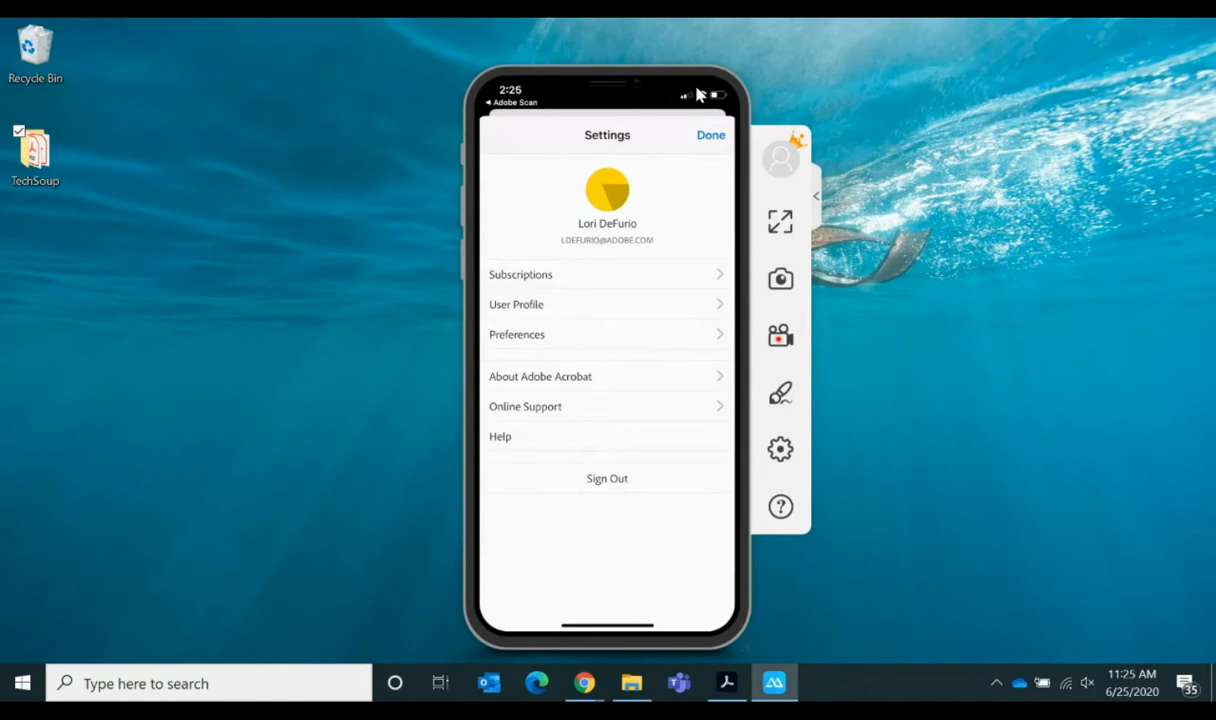 Recycle Bin
TechSoup
2:25
Adobe Scan
Settings
Done
Lori DeFurio
LDEFURIO@ADOBE.COM
Subscriptions
User Profile
Preferences
About Adobe Acrobat
Online Support
Help
Sign Out
Type here to search
11:25 AM
6/25/2020
35